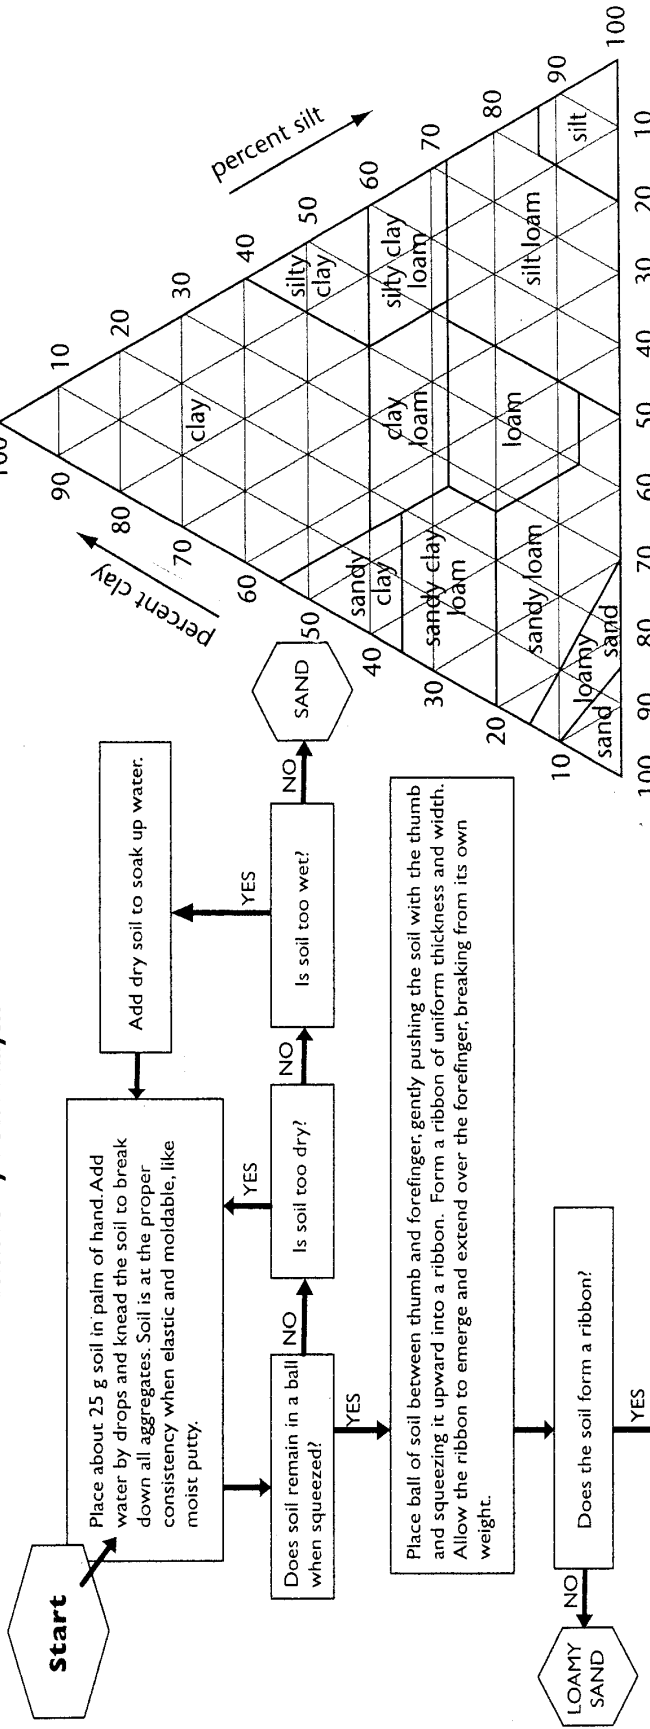 Start
Place about 25 g soil in palm of hand. Add
water by drops and knead the soil to break
down all aggregates. Soil is at the proper
consistency when elastic and moldable, like
moist putty.
Add dry soil to soak up water.
Does soil remain in a ball
when squeezed?
NO
Is soil too dry?
YES
NO
Is soil too wet?
YES
NO
SAND
YES
Place ball of soil between thumb and forefinger, gently pushing the soil with the thumb
and squeezing it upward into a ribbon. Form a ribbon of uniform thickness and width.
Allow the ribbon to emerge and extend over the forefinger, breaking from its own
weight.
LOAMY
SAND
NO
Does the soil form a ribbon?
YES
percent clay
percent silt
100
90
80
70
60
50
40
30
20
10
10
20
30
40
50
60
70
80
90
100
clay
silty
clay
sandy
clay
clay
loam
silty clay
loam
sandy clay
loam
loam
silt loam
sandy loam
silt
loamy
sand
sand
100
90
80
70
60
50
40
30
20
10